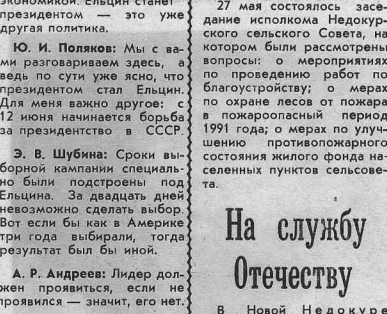 экономикой. Ельцин станет
президентом — это уже
другая политика.
Ю. И. Поляков: Мы с ва-
ми разговариваем здесь, а
ведь по сути уже ясно, что
президентом стал Ельцин.
Для меня важно другое: с
12 июня начинается борьба
за президентство в СССР.
Э. В. Шубина: Сроки вы-
борной кампании специаль-
но были подстроены под
Ельцина. За двадцать дней
невозможно сделать выбор.
Вот если бы как в Америке
три года выбирали, тогда
результат был бы иной.
А. Р. Андреев: Лидер дол-
жен проявиться, если не
проявился — значит, его нет.
27 мая состоялось засе-
дание исполкома Недокур-
ского сельского Совета, на
котором были рассмотрены
вопросы: о мероприятиях
по проведению работ по
благоустройству; о мерах
по охране лесов от пожара
в пожароопасный период
1991 года; о мерах по улуч-
шению противопожарного
состояния жилого фонда на-
селенных пунктов сельсове-
та.
На службу
Отечеству
В Новой Недокуре